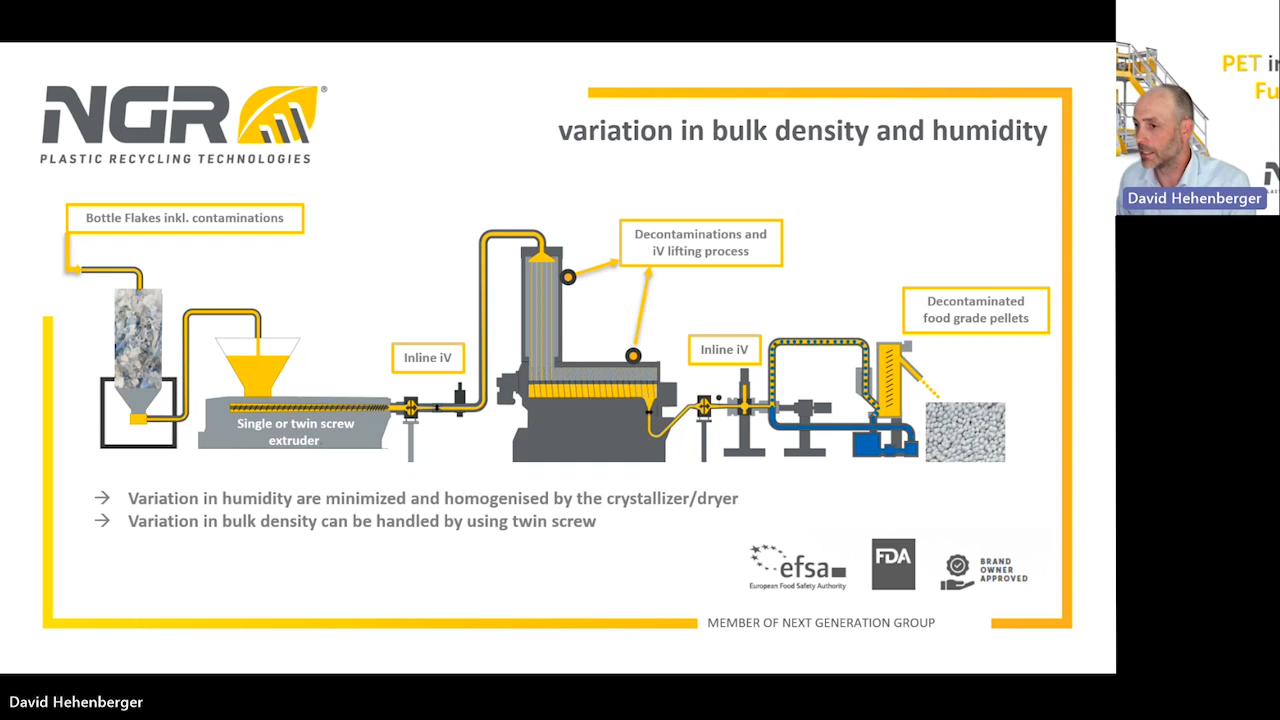 NGR
PLASTIC RECYCLING TECHNOLOGIES
variation in bulk density and humidity
Bottle Flakes inkl. contaminations
Decontaminations and
iV lifting process
Decontaminated
food grade pellets
Inline iV
Inline iV
Single or twin screw
extruder
→ Variation in humidity are minimized and homogenised by the crystallizer/dryer
→ Variation in bulk density can be handled by using twin screw
efsa
European Food Safety Authority
FDA
BRAND
OWNER
APPROVED
MEMBER OF NEXT GENERATION GROUP
PET
David Hehenberger
David Hehenberger